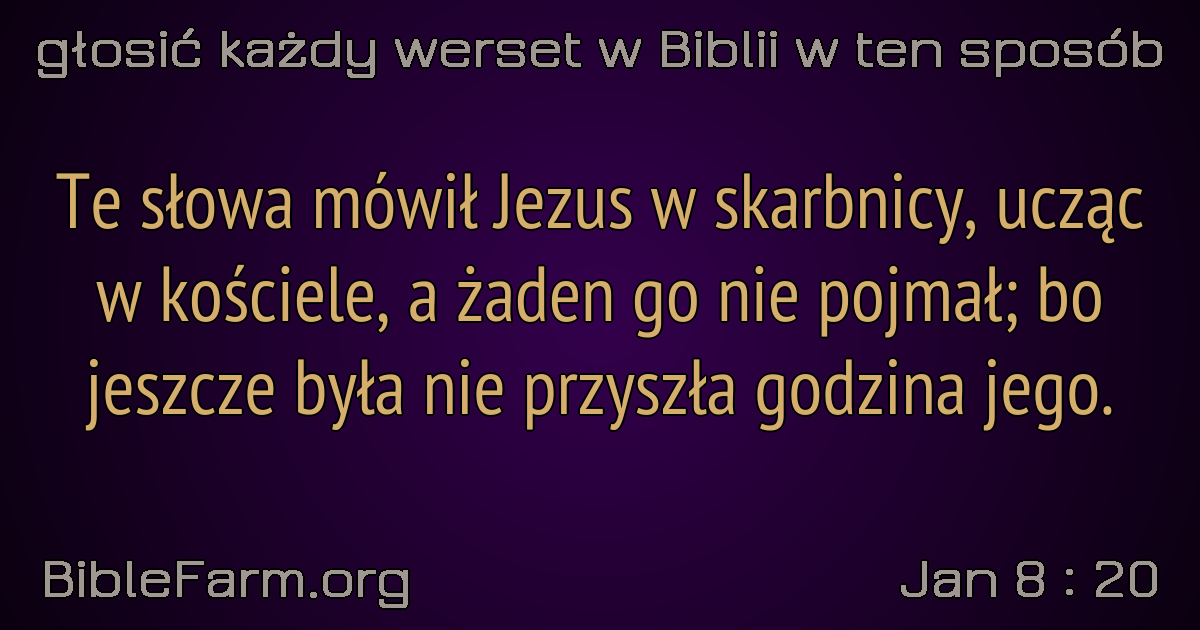 głosić każdy werset w Biblii w ten sposób
Te słowa mówił Jezus w skarbnicy, ucząc
w kościele, a żaden go nie pojmał; bo
jeszcze była nie przyszła godzina jego.
BibleFarm.org
Jan 8 : 20